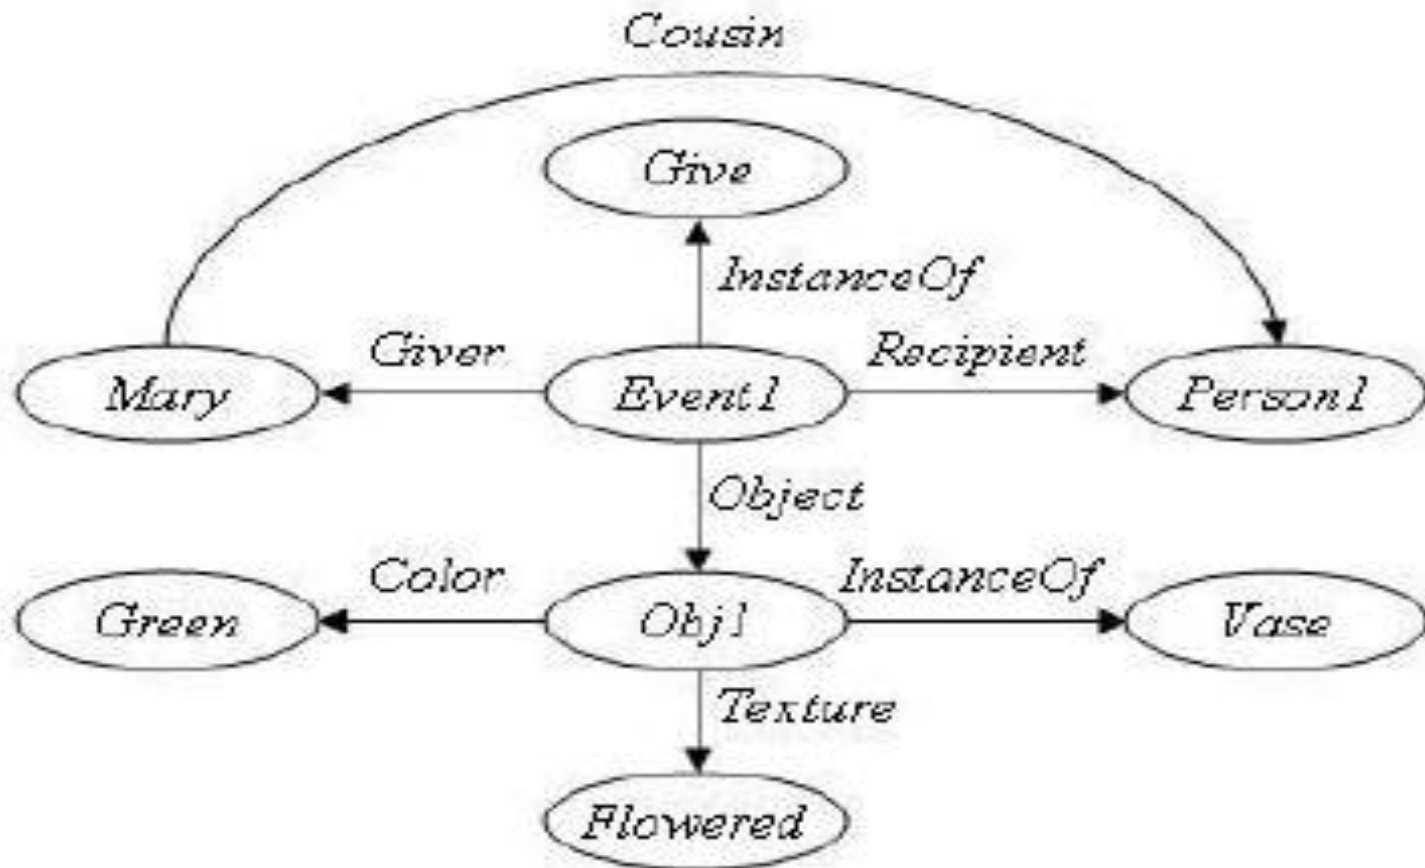 Cousin
Give
InstanceOf
Giver
Recipient
Mary
Event1
Person1
Object
Color
InstanceOf
Green
Obj1
Vase
Texture
Flowered